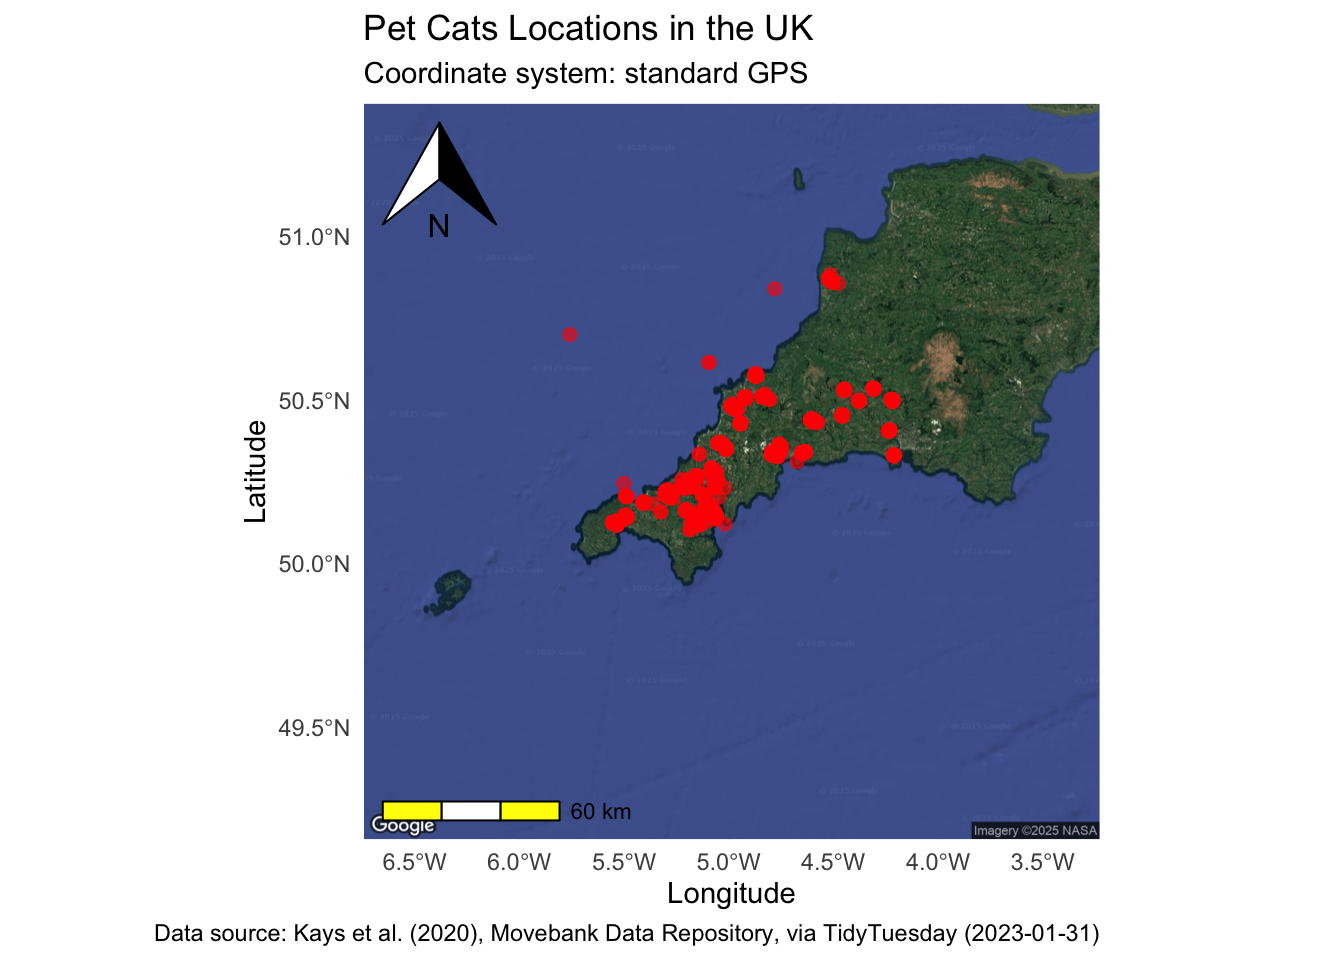 Pet Cats Locations in the UK
Coordinate system: standard GPS
N
51.0°N
50.5°N
50.0°N
49.5°N
Latitude
60 km
Google
Imagery ©2025 NASA
6.5°W 6.0°W 5.5°W 5.0°W 4.5°W 4.0°W 3.5°W
Longitude
Data source: Kays et al. (2020), Movebank Data Repository, via TidyTuesday (2023-01-31)